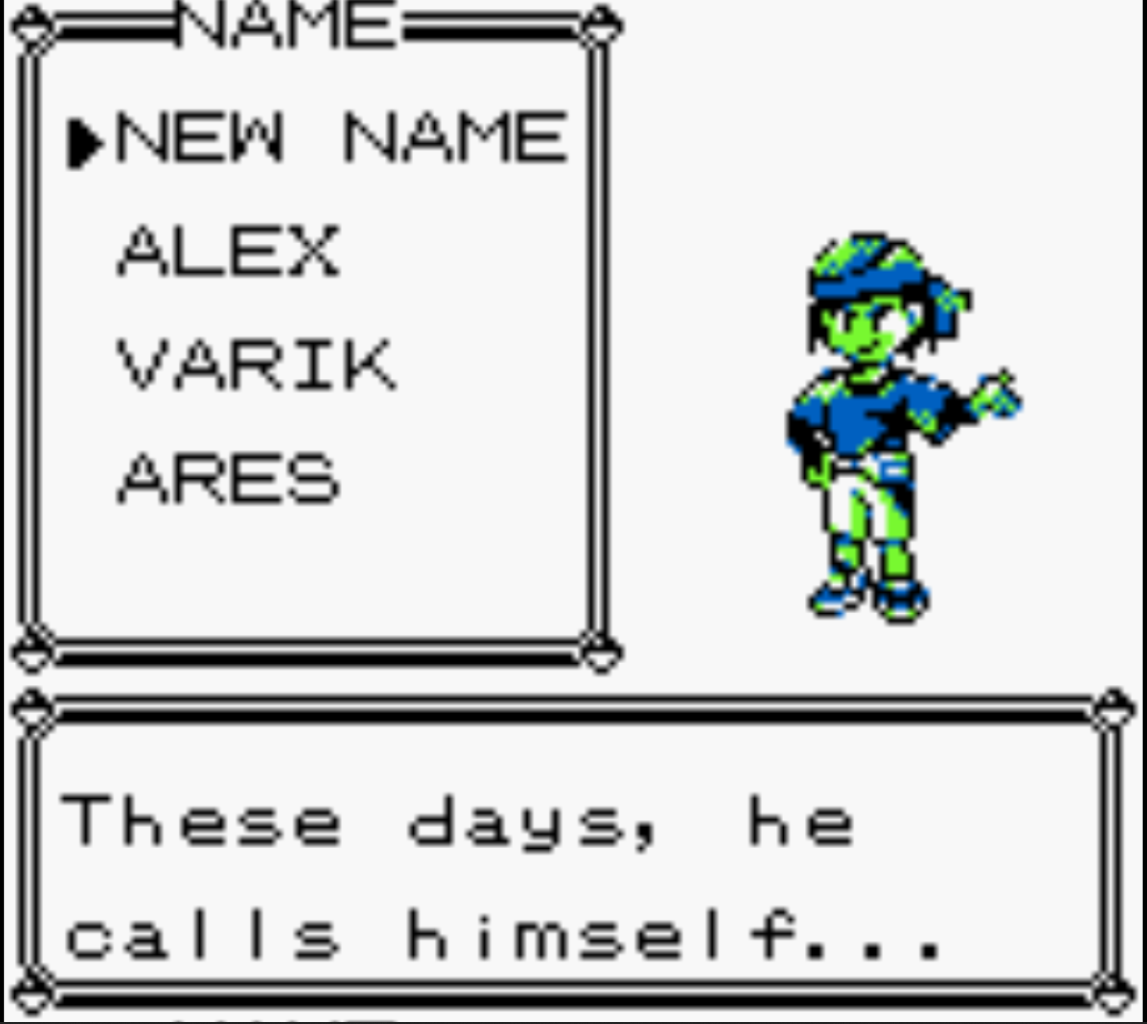 NAME
NEW NAME
ALEX
VARIK
ARES
These days, he
calls himself...